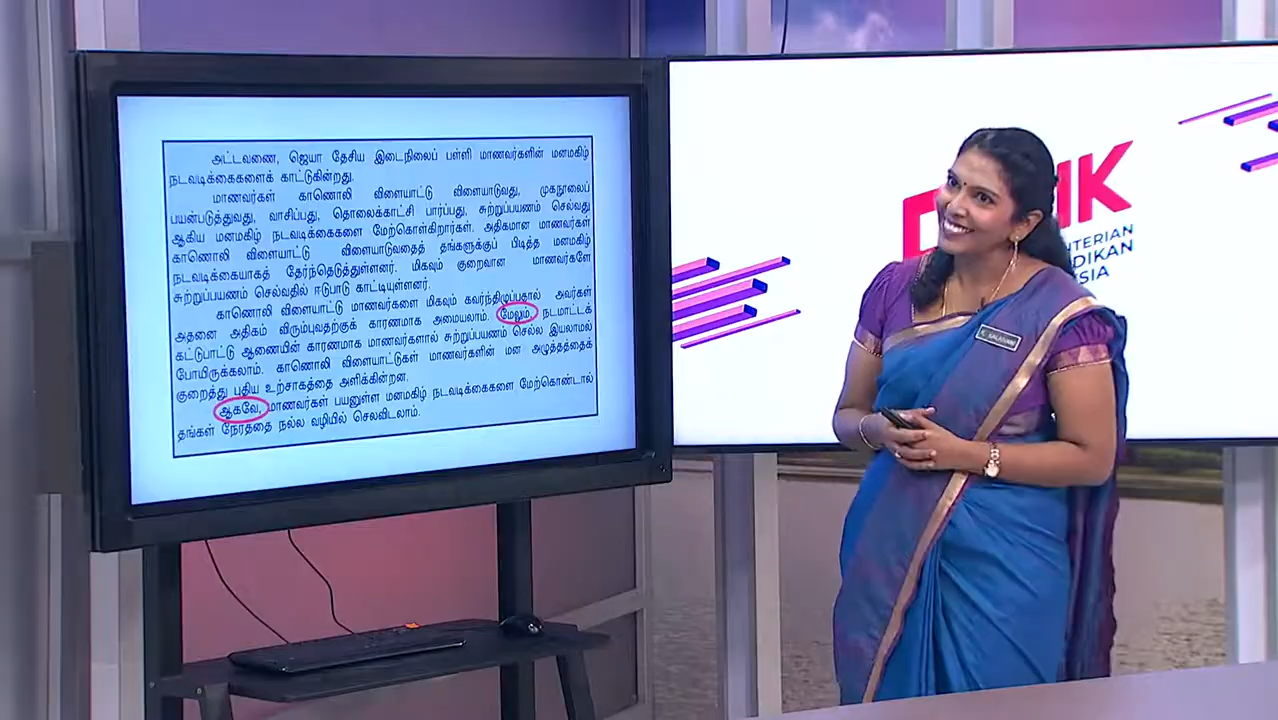 அட்டவணை, ஜெயா தேசிய இடைநிலைப் பள்ளி மாணவர்களின் மனமகிழ்
நடவடிக்கைகளைக் காட்டுகின்றது.
மாணவர்கள் காணொலி விளையாட்டு விளையாடுவது, முகநூலைப்
பயன்படுத்துவது, வாசிப்பது, தொலைக்காட்சி பார்ப்பது, சுற்றுப்பயணம் செல்வது
ஆகிய மனமகிழ் நடவடிக்கைகளை மேற்கொள்கிறார்கள். அதிகமான மாணவர்கள்
காணொலி விளையாட்டு விளையாடுவதைத் தங்களுக்குப் பிடித்த மனமகிழ்
நடவடிக்கையாகத் தேர்ந்தெடுத்துள்ளனர். மிகவும் குறைவான மாணவர்களே
சுற்றுப்பயணம் செல்வதில் ஈடுபாடு காட்டியுள்ளனர்.
காணொலி விளையாட்டு மாணவர்களை மிகவும் கவர்ந்திழுப்பதால் அவர்கள்
அதனை அதிகம் விரும்புவதற்குக் காரணமாக அமையலாம். மேலும், நடமாட்டக்
கட்டுபாட்டு ஆணையின் காரணமாக மாணவர்களால் சுற்றுப்பயணம் செல்ல இயலாமல்
போயிருக்கலாம். காணொலி விளையாட்டுகள் மாணவர்களின் மன அழுத்தத்தைக்
குறைத்து புதிய உற்சாகத்தை அளிக்கின்றன.
ஆகவே, மாணவர்கள் பயனுள்ள மனமகிழ் நடவடிக்கைகளை மேற்கொண்டால்
தங்கள் நேரத்தை நல்ல வழியில் செலவிடலாம்.